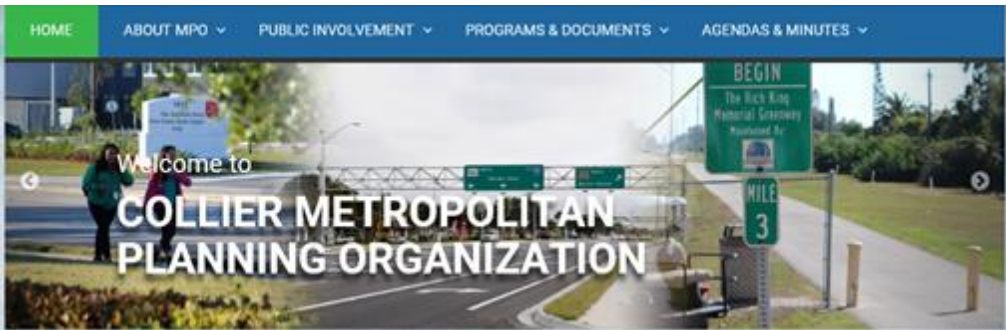 HOME
ABOUT MPO
PUBLIC INVOLVEMENT
PROGRAMS & DOCUMENTS
AGENDAS & MINUTES
BEGIN
The Rich King
Memorial Greenway
Maintained By:
MILE
3
Welcome to
COLLIER METROPOLITAN
PLANNING ORGANIZATION